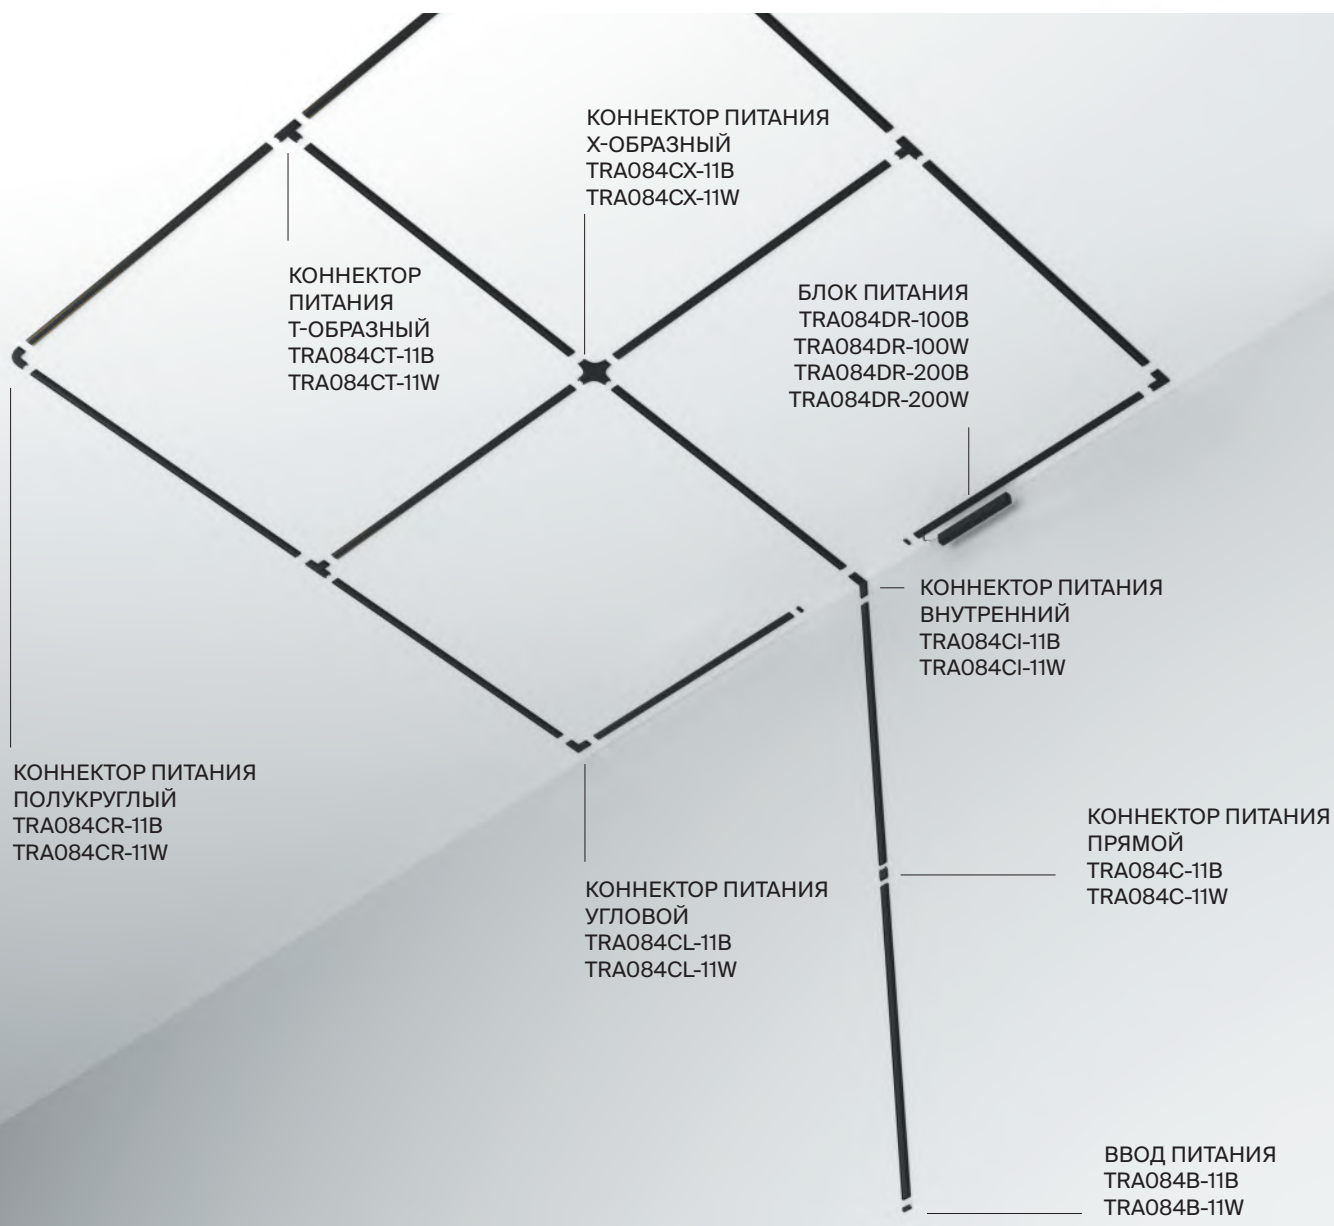 КОННЕКТОР ПИТАНИЯ
X-ОБРАЗНЫЙ
TRA084CX-11B
TRA084CX-11W
КОННЕКТОР
ПИТАНИЯ
Т-ОБРАЗНЫЙ
TRA084CT-11B
TRA084CT-11W
БЛОК ПИТАНИЯ
TRA084DR-100B
TRA084DR-100W
TRA084DR-200B
TRA084DR-200W
КОННЕКТОР ПИТАНИЯ
ВНУТРЕННИЙ
TRA084CI-11B
TRA084CI-11W
КОННЕКТОР ПИТАНИЯ
ПОЛУКРУГЛЫЙ
TRA084CR-11B
TRA084CR-11W
КОННЕКТОР ПИТАНИЯ
УГЛОВОЙ
TRA084CL-11B
TRA084CL-11W
КОННЕКТОР ПИТАНИЯ
ПРЯМОЙ
TRA084C-11B
TRA084C-11W
ВВОД ПИТАНИЯ
TRA084B-11B
TRA084B-11W